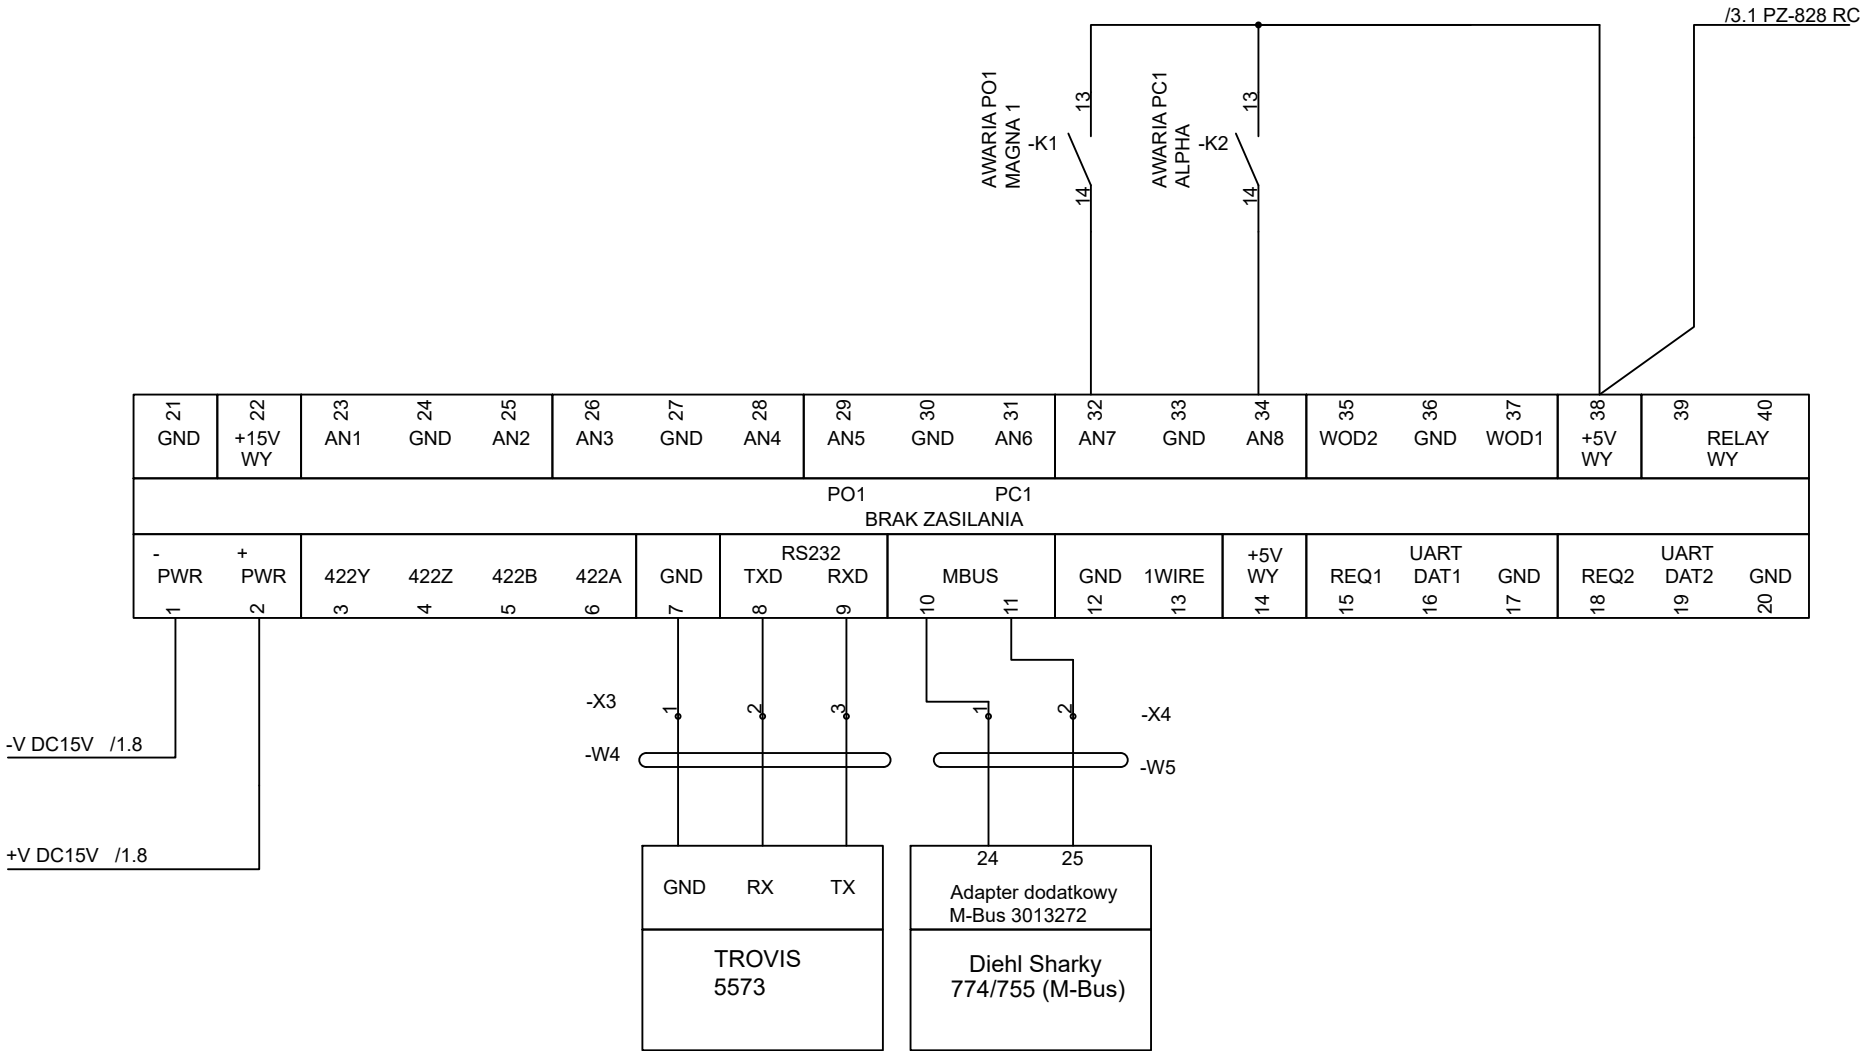 /3.1 PZ-828 RC
AWARIA PO1
MAGNA 1
-K1
13
14
AWARIA PC1
ALPHA
-K2
13
14
21 22 23 24 25 26 27 28 29 30 31 32 33 34 35 36 37 38 39 40
GND +15V AN1 GND AN2 AN3 GND AN4 AN5 GND AN6 AN7 GND AN8 WOD2 GND WOD1 +5V RELAY
WY WY WY
PO1 PC1
BRAK ZASILANIA
- + RS232 +5V UART UART
PWR PWR 422Y 422Z 422B 422A GND TXD RXD MBUS GND 1WIRE WY REQ1 DAT1 GND REQ2 DAT2 GND
1 2 3 4 5 6 7 8 9 10 11 12 13 14 15 16 17 18 19 20
-X3 1 2 3
1 2 -X4
-V DC15V /1.8
-W4
-W5
+V DC15V /1.8
GND RX TX
TROVIS
5573
24 25
Adapter dodatkowy
M-Bus 3013272
Diehl Sharky
774/755 (M-Bus)